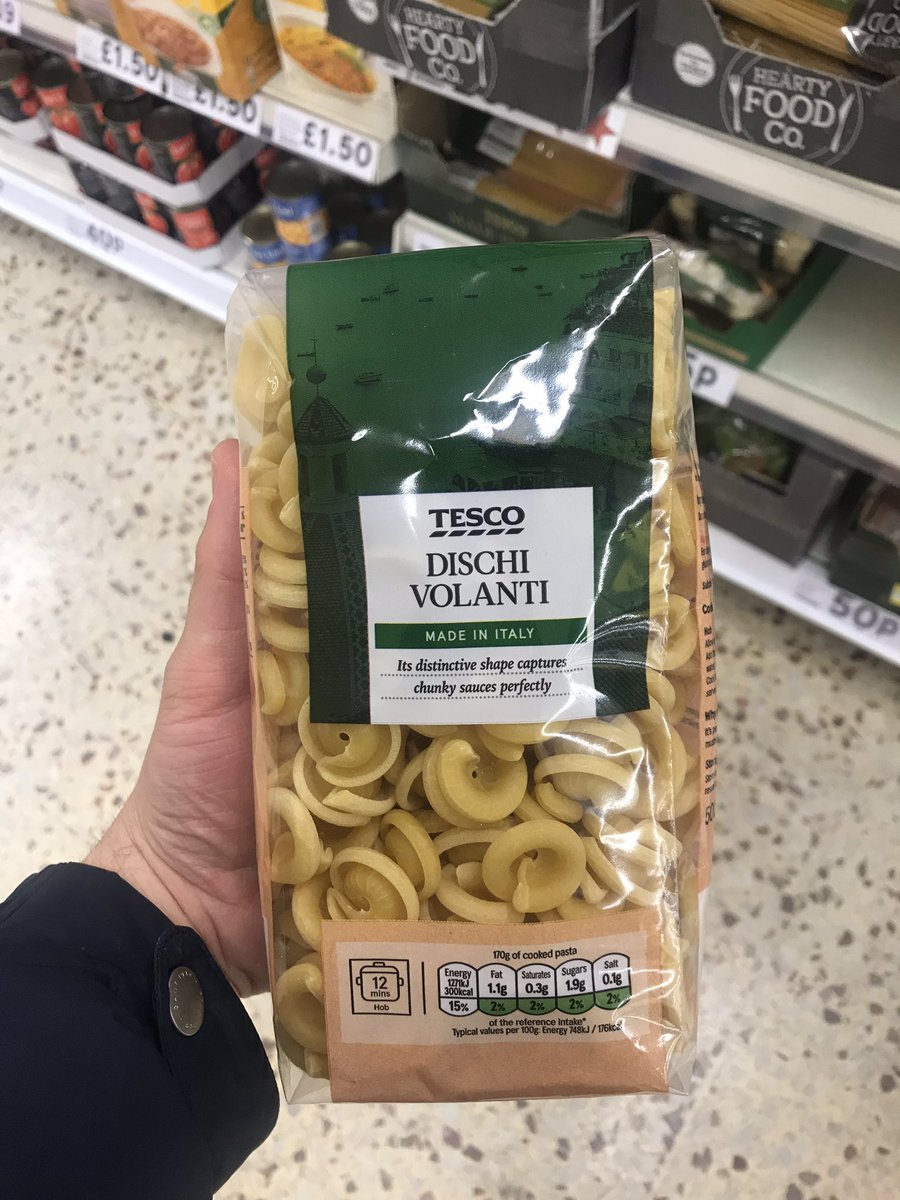 £1.50
£1.50
£1.50
HEARTY
FOOD
CO.
HEARTY
FOOD
CO.
40P
50P
TESCO
DISCHI
VOLANTI
MADE IN ITALY
Its distinctive shape captures
chunky sauces perfectly
170g of cooked pasta
12
mins
Hob
Energy
1271kJ
300kcal
15%
Fat
1.1g
2%
Saturates
0.3g
2%
Sugars
1.9g
2%
Salt
0.1g
2%
of the reference intake*
Typical values per 100g: Energy 748kJ / 176kcal